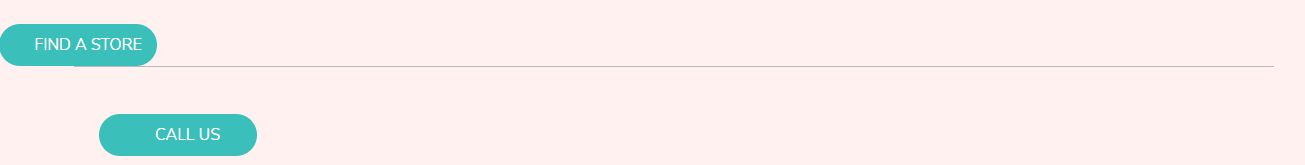 FIND A STORE
CALL US